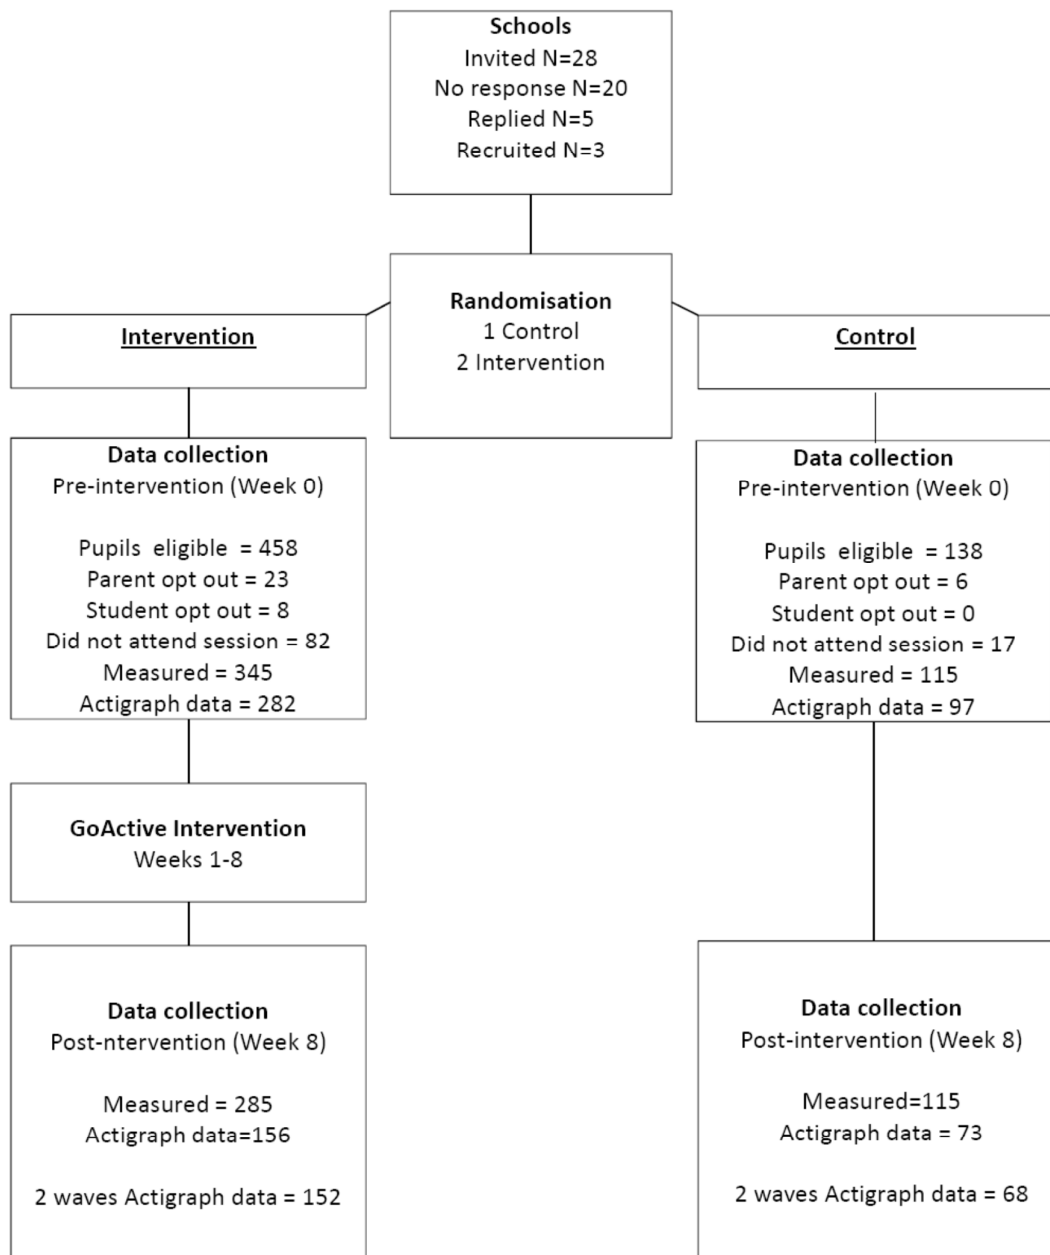 Schools
Invited N=28
No response N=20
Replied N=5
Recruited N=3
Randomisation
1 Control
2 Intervention
Intervention
Control
Data collection
Pre-intervention (Week 0)
Pupils eligible = 458
Parent opt out = 23
Student opt out = 8
Did not attend session = 82
Measured = 345
Actigraph data = 282
Data collection
Pre-intervention (Week 0)
Pupils eligible = 138
Parent opt out = 6
Student opt out = 0
Did not attend session = 17
Measured = 115
Actigraph data = 97
GoActive Intervention
Weeks 1-8
Data collection
Post-ntervention (Week 8)
Measured = 285
Actigraph data=156
2 waves Actigraph data = 152
Data collection
Post-intervention (Week 8)
Measured=115
Actigraph data = 73
2 waves Actigraph data = 68